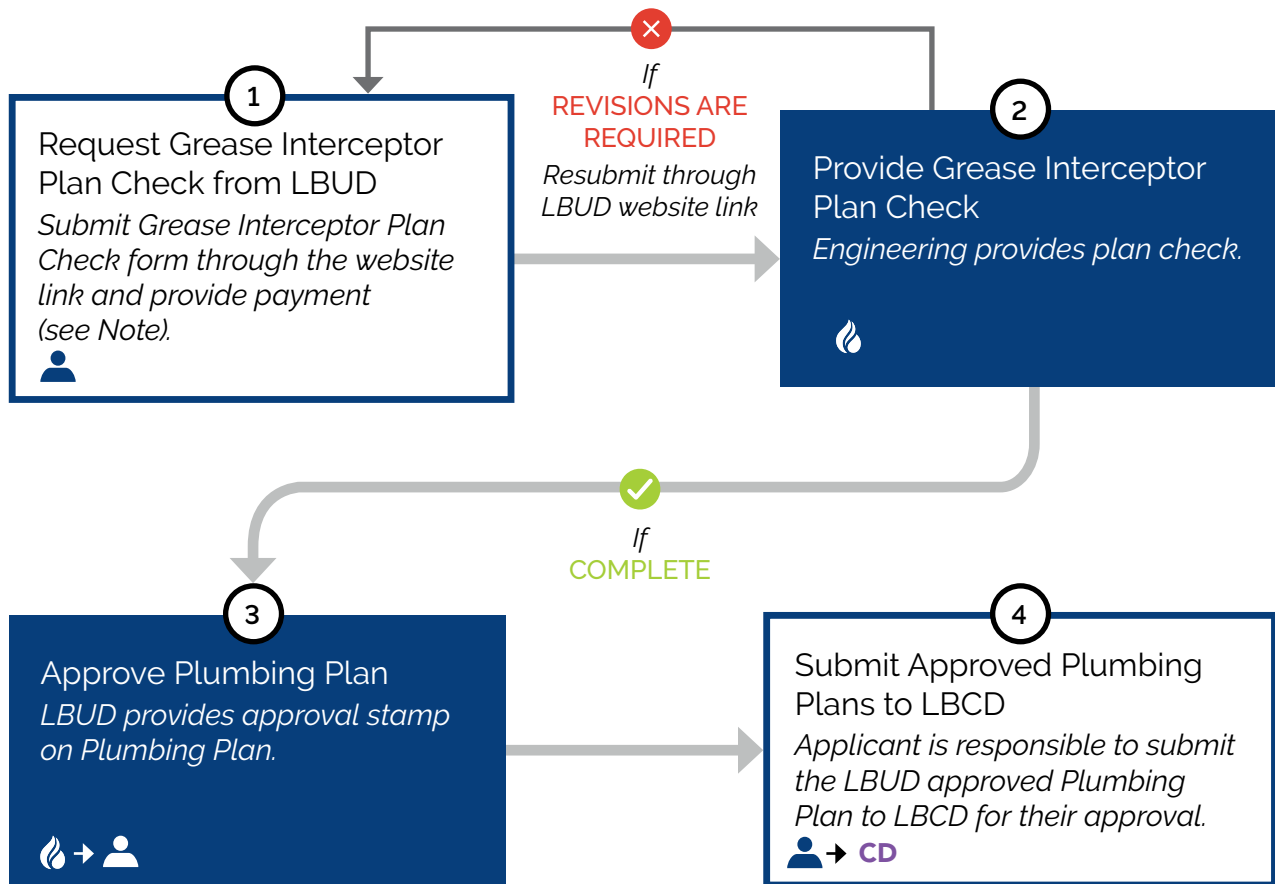 1
Request Grease Interceptor
Plan Check from LBUD
Submit Grease Interceptor Plan
Check form through the website
link and provide payment
(see Note).
If
REVISIONS ARE
REQUIRED
Resubmit through
LBUD website link
2
Provide Grease Interceptor
Plan Check
Engineering provides plan check.
If
COMPLETE
3
Approve Plumbing Plan
LBUD provides approval stamp
on Plumbing Plan.
4
Submit Approved Plumbing
Plans to LBCD
Applicant is responsible to submit
the LBUD approved Plumbing
Plan to LBCD for their approval.
CD